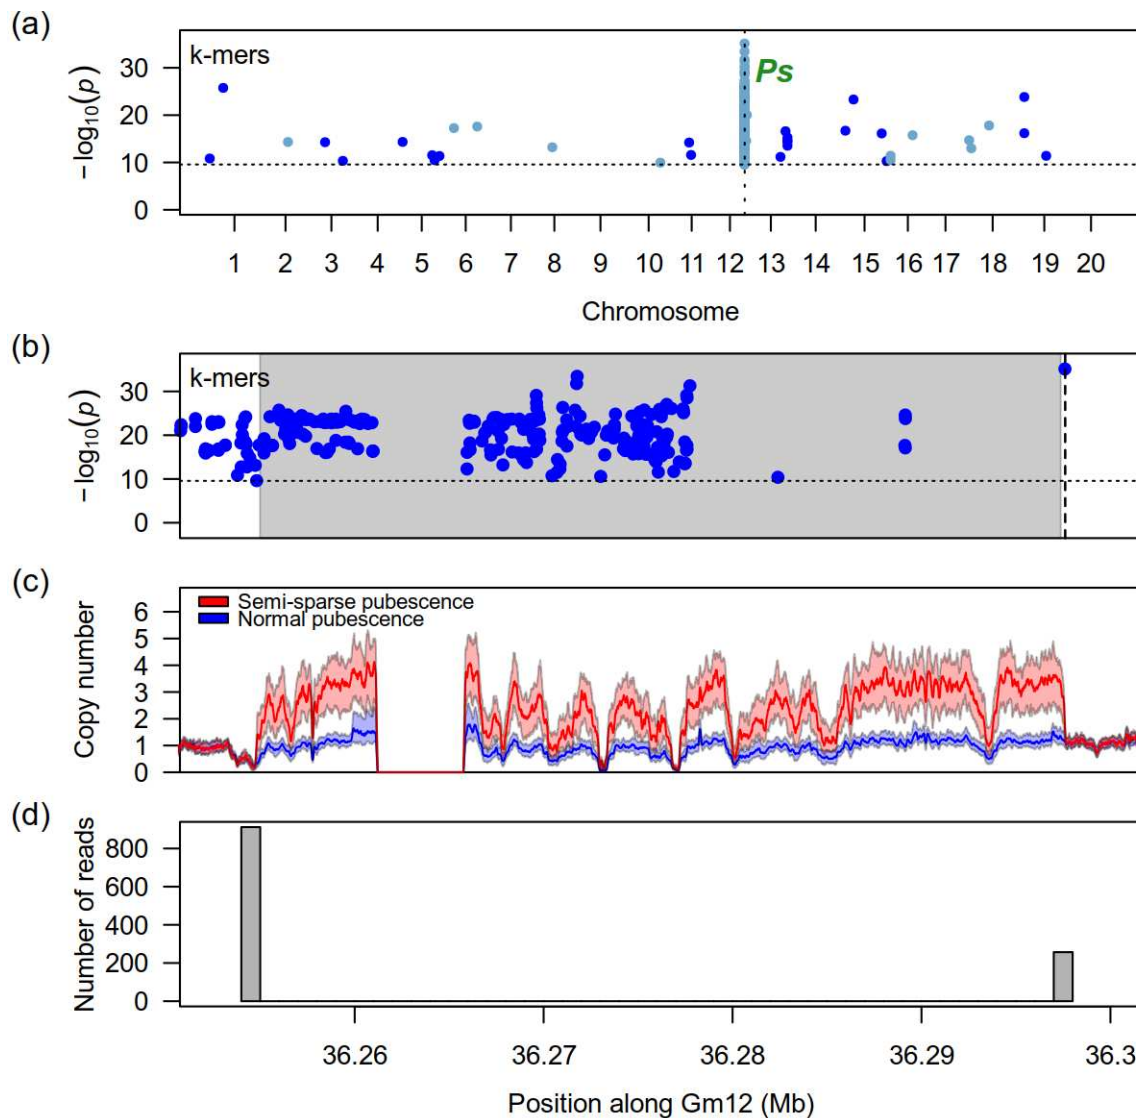 (a)
k-mers
Ps
−log10(p)
30
20
10
0
1 2 3 4 5 6 7 8 9 10 11 12 13 14 15 16 17 18 19 20
Chromosome
(b)
k-mers
−log10(p)
30
20
10
0
(c)
Semi-sparse pubescence
Normal pubescence
Copy number
6
5
4
3
2
1
0
(d)
Number of reads
800
600
400
200
0
36.26 36.27 36.28 36.29 36.3
Position along Gm12 (Mb)